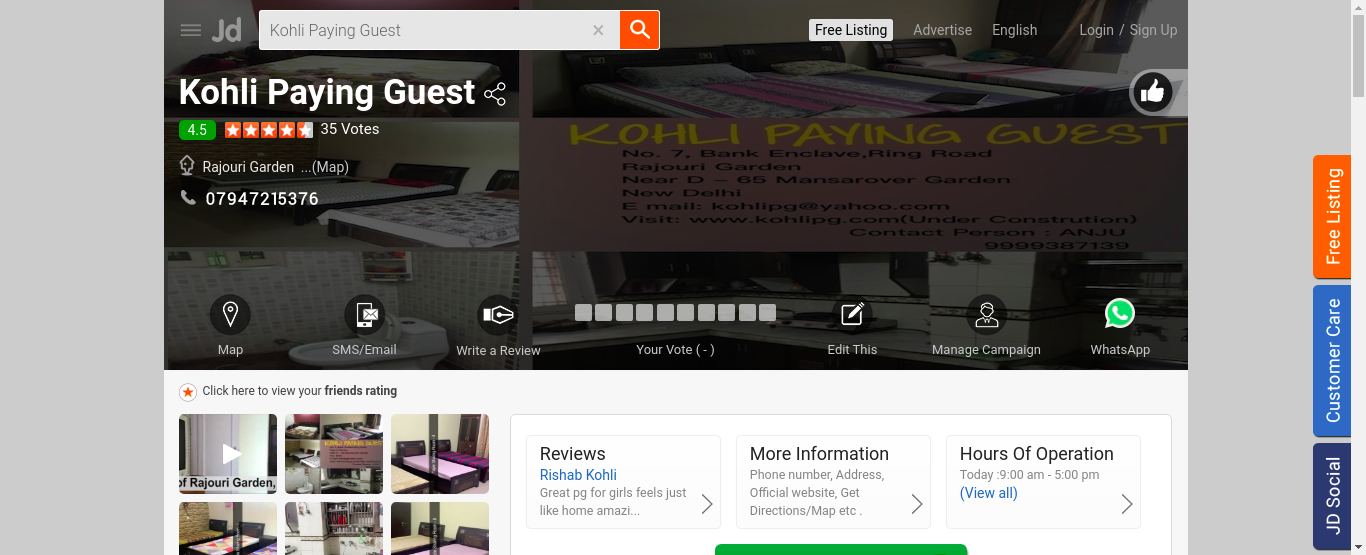 Jd Kohli Paying Guest Free Listing Advertise English Login / Sign Up
Kohli Paying Guest
4.5 35 Votes
Rajouri Garden ...(Map)
07947215376
KOHLI PAYING GUEST
No. 7, Bank Enclave,Ring Road
Rajouri Garden
Near D - 65 Mansarover Garden
New Delhi
E mail: kohlipg@yahoo.com
Visit: www.kohlipg.com(Under Constrution)
Contact Person : ANJU
9999387139
Map SMS/Email Write a Review Your Vote ( - ) Edit This Manage Campaign WhatsApp
Free Listing
Customer Care
JD Social
Click here to view your friends rating
of Rajouri Garden,
KOHLI PAYING GUEST
Reviews
Rishab Kohli
Great pg for girls feels just
like home amazi...
More Information
Phone number, Address,
Official website, Get
Directions/Map etc .
Hours Of Operation
Today :9:00 am - 5:00 pm
(View all)